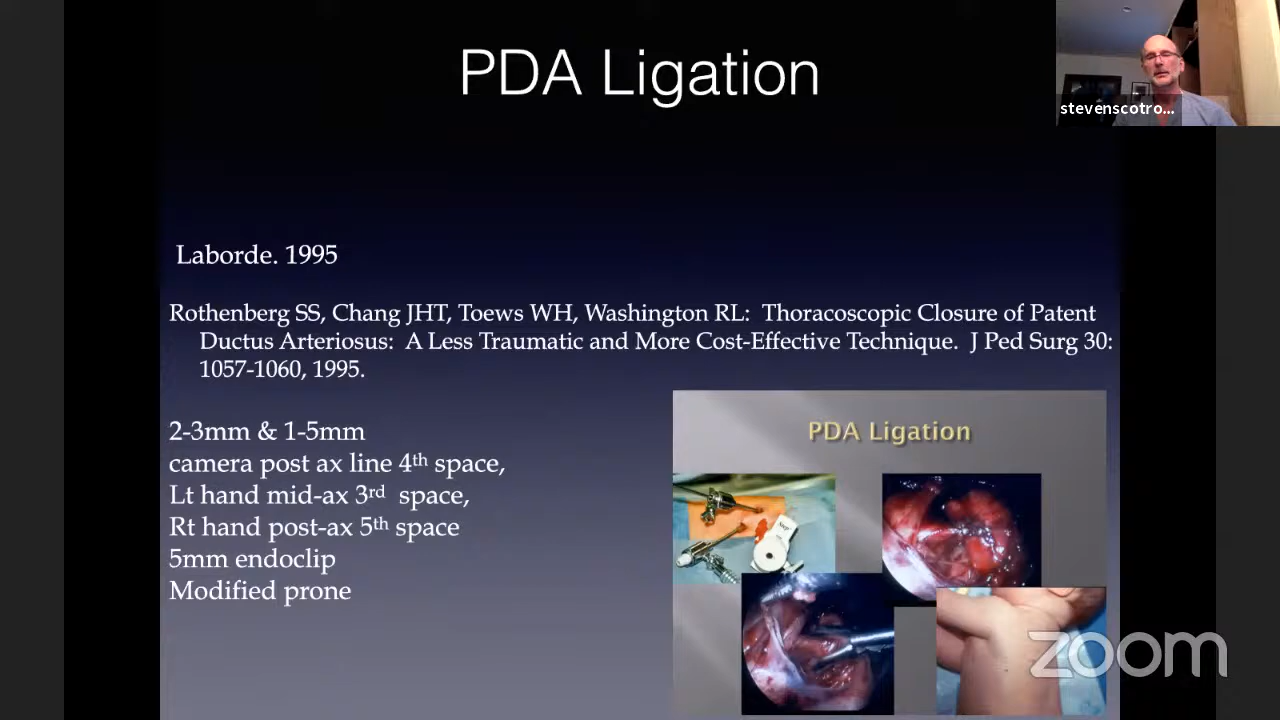 PDA Ligation
stevenscotro...
Laborde. 1995
Rothenberg SS, Chang JHT, Toews WH, Washington RL: Thoracoscopic Closure of Patent
Ductus Arteriosus: A Less Traumatic and More Cost-Effective Technique. J Ped Surg 30:
1057-1060, 1995.
2-3mm & 1-5mm
camera post ax line 4th space,
Lt hand mid-ax 3rd space,
Rt hand post-ax 5th space
5mm endoclip
Modified prone
PDA Ligation
zoom